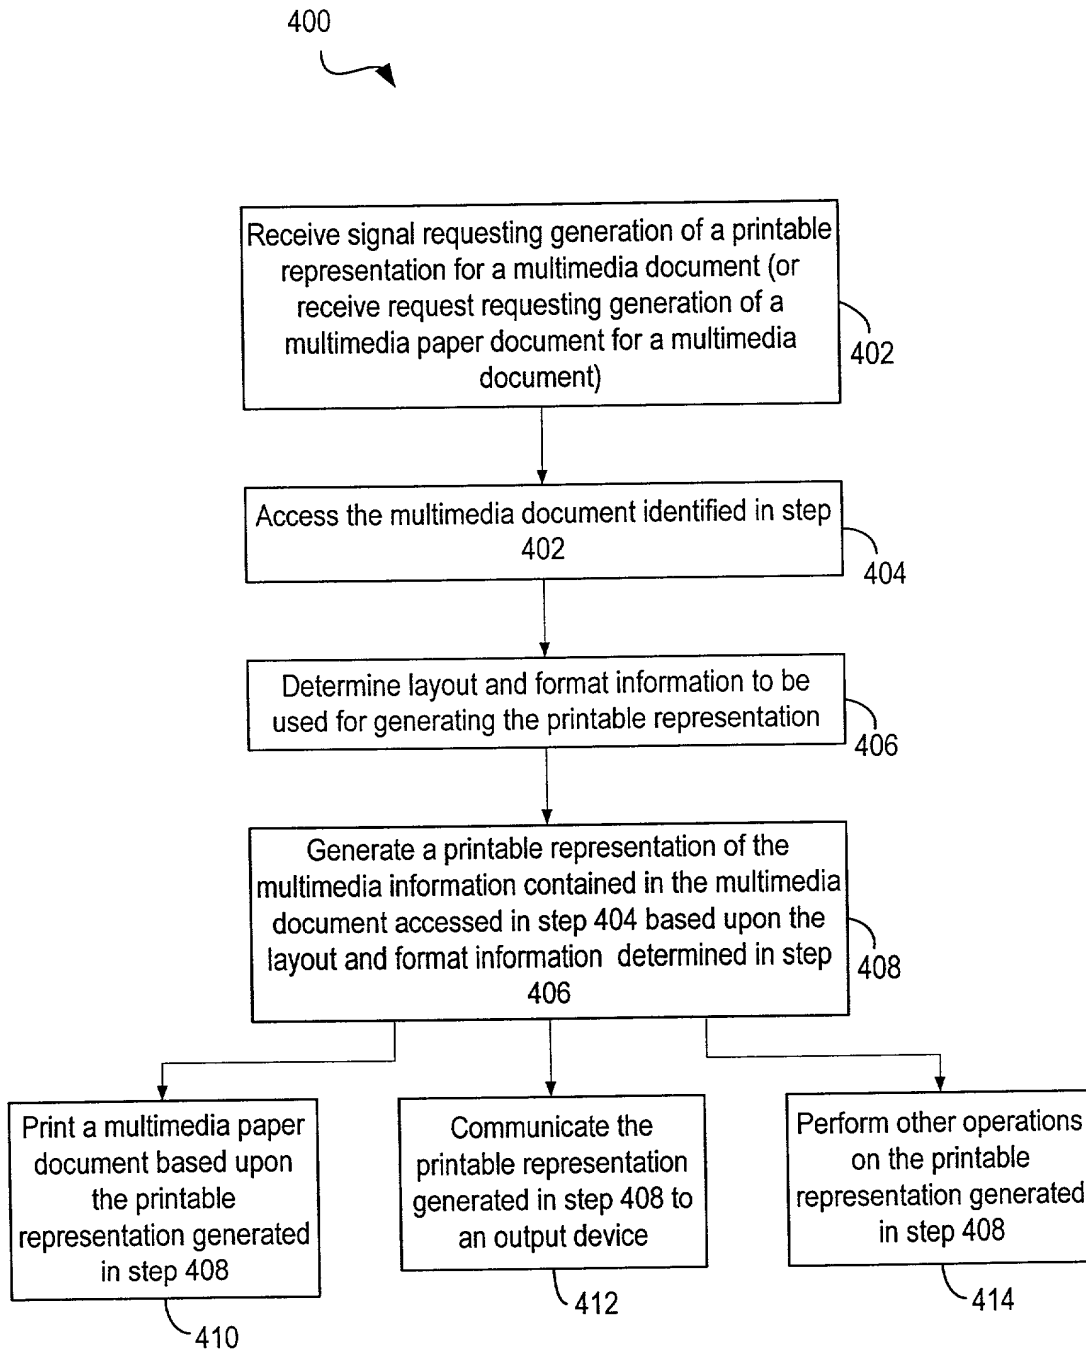 400
Receive signal requesting generation of a printable
representation for a multimedia document (or
receive request requesting generation of a
multimedia paper document for a multimedia
document)
402
Access the multimedia document identified in step
402
404
Determine layout and format information to be
used for generating the printable representation
406
Generate a printable representation of the
multimedia information contained in the multimedia
document accessed in step 404 based upon the
layout and format information determined in step
406
408
Print a multimedia paper
document based upon
the printable
representation generated
in step 408
410
Communicate the
printable representation
generated in step 408 to
an output device
412
Perform other operations
on the printable
representation generated
in step 408
414